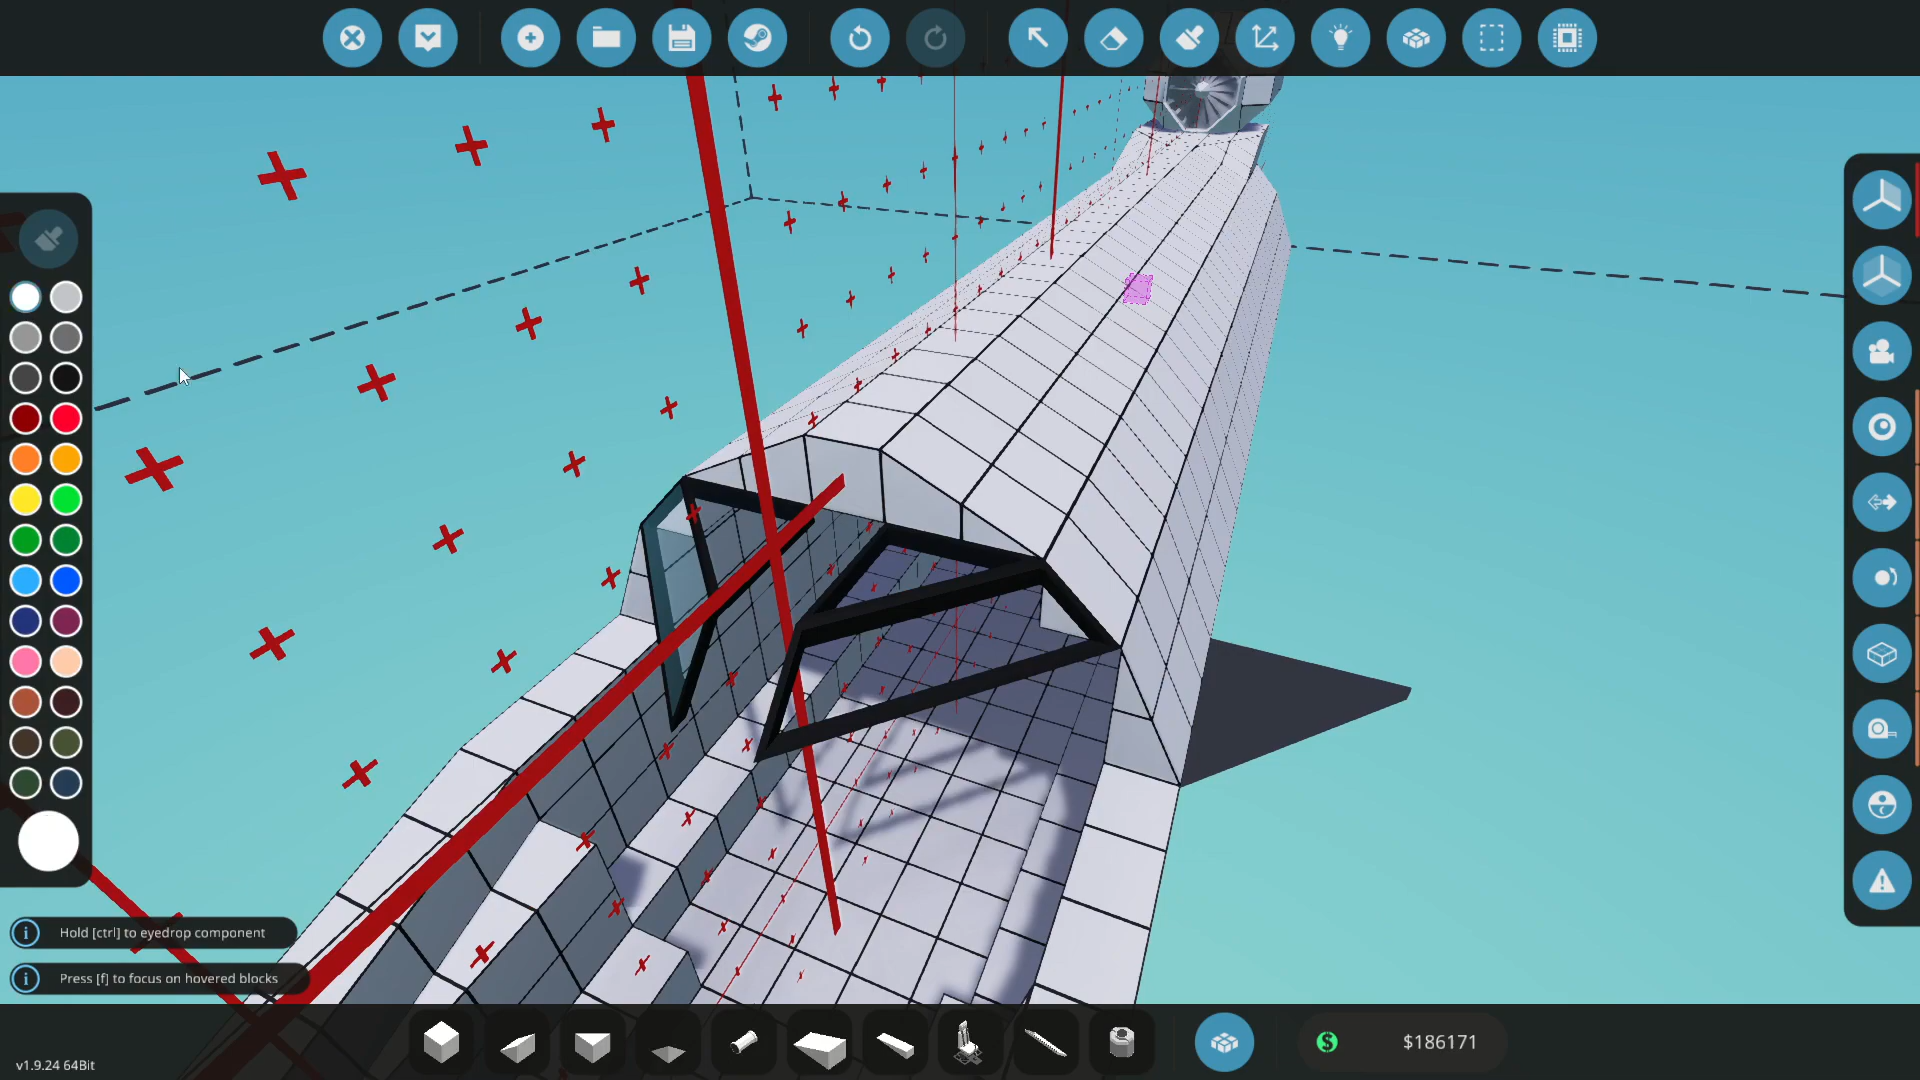 Hold [ctrl] to eyedrop component
Press [f] to focus on hovered blocks
$186171
v1.9.24 64Bit